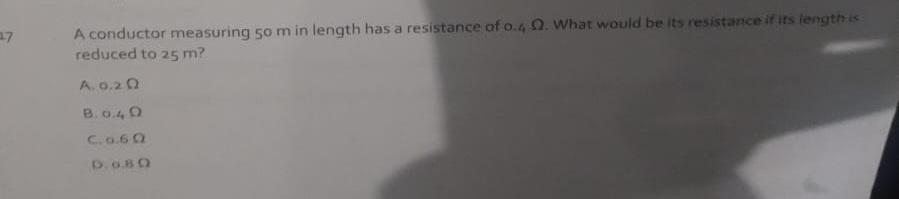 17 A conductor measuring 50 m in length has a resistance of 0.4 Ω. What would be its resistance if its length is
reduced to 25 m?
A. 0.2 Ω
B. 0.4 Ω
C. 0.6 Ω
D. 0.8 Ω